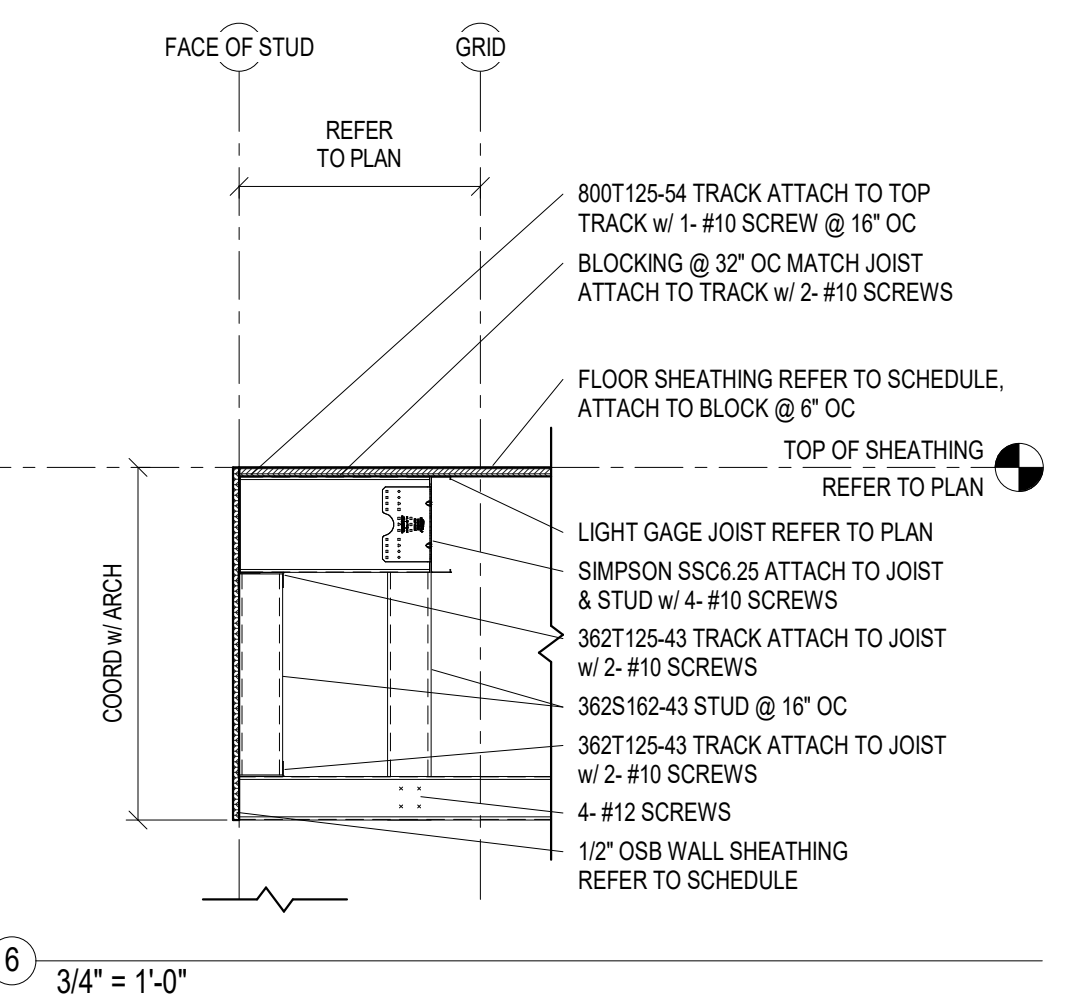 FACE OF STUD
GRID
REFER
TO PLAN
800T125-54 TRACK ATTACH TO TOP
TRACK w/ 1- #10 SCREW @ 16" OC
BLOCKING @ 32" OC MATCH JOIST
ATTACH TO TRACK w/ 2- #10 SCREWS
FLOOR SHEATHING REFER TO SCHEDULE,
ATTACH TO BLOCK @ 6" OC
TOP OF SHEATHING
REFER TO PLAN
LIGHT GAGE JOIST REFER TO PLAN
SIMPSON SSC6.25 ATTACH TO JOIST
& STUD w/ 4- #10 SCREWS
362T125-43 TRACK ATTACH TO JOIST
w/ 2- #10 SCREWS
362S162-43 STUD @ 16" OC
362T125-43 TRACK ATTACH TO JOIST
w/ 2- #10 SCREWS
4- #12 SCREWS
1/2" OSB WALL SHEATHING
REFER TO SCHEDULE
COORD w/ ARCH
6
3/4" = 1'-0"